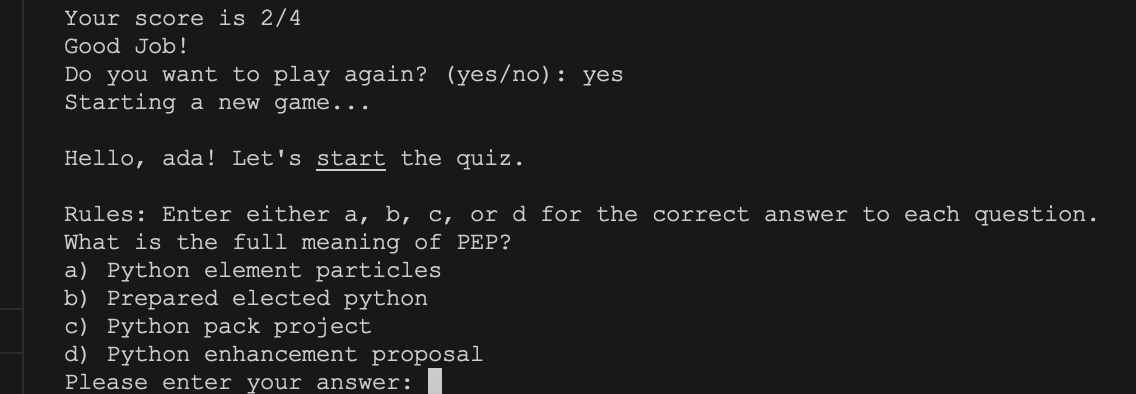 Your score is 2/4
Good Job!
Do you want to play again? (yes/no): yes
Starting a new game...
Hello, ada! Let's start the quiz.
Rules: Enter either a, b, c, or d for the correct answer to each question.
What is the full meaning of PEP?
a) Python element particles
b) Prepared elected python
c) Python pack project
d) Python enhancement proposal
Please enter your answer: